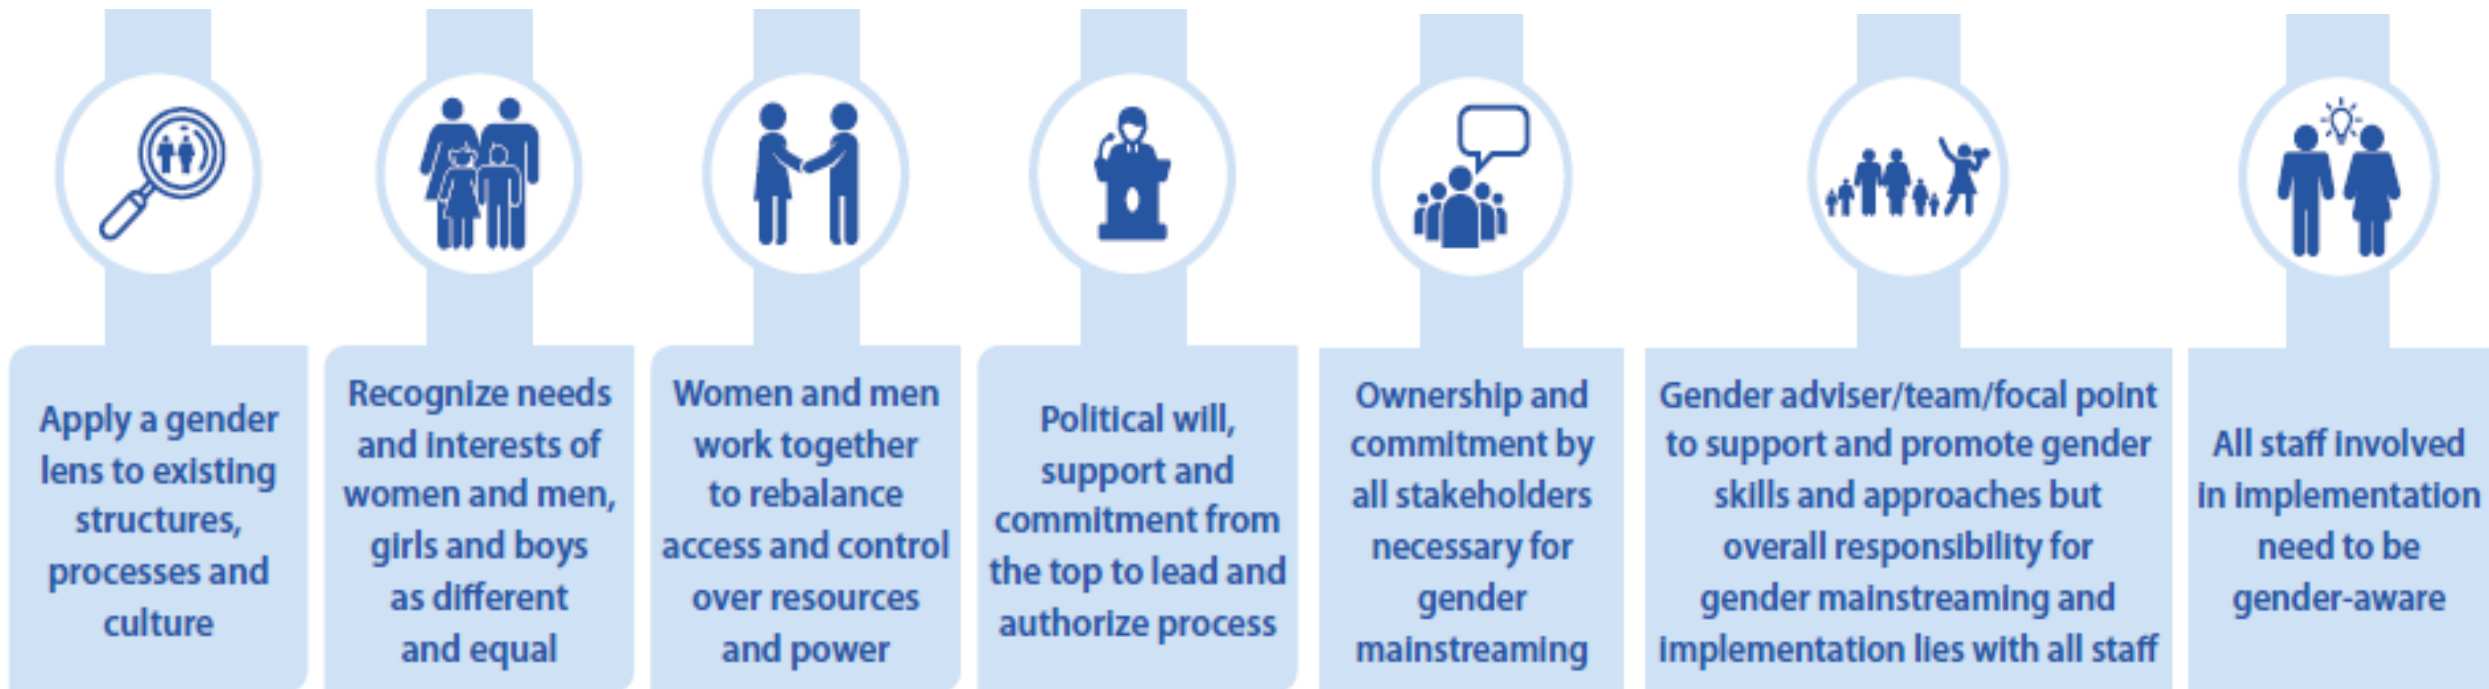 Apply a gender
lens to existing
structures,
processes and
culture
Recognize needs
and interests of
women and men,
girls and boys
as different
and equal
Women and men
work together
to rebalance
access and control
over resources
and power
Political will,
support and
commitment from
the top to lead and
authorize process
Ownership and
commitment by
all stakeholders
necessary for
gender
mainstreaming
Gender adviser/team/focal point
to support and promote gender
skills and approaches but
overall responsibility for
gender mainstreaming and
implementation lies with all staff
All staff involved
in implementation
need to be
gender-aware